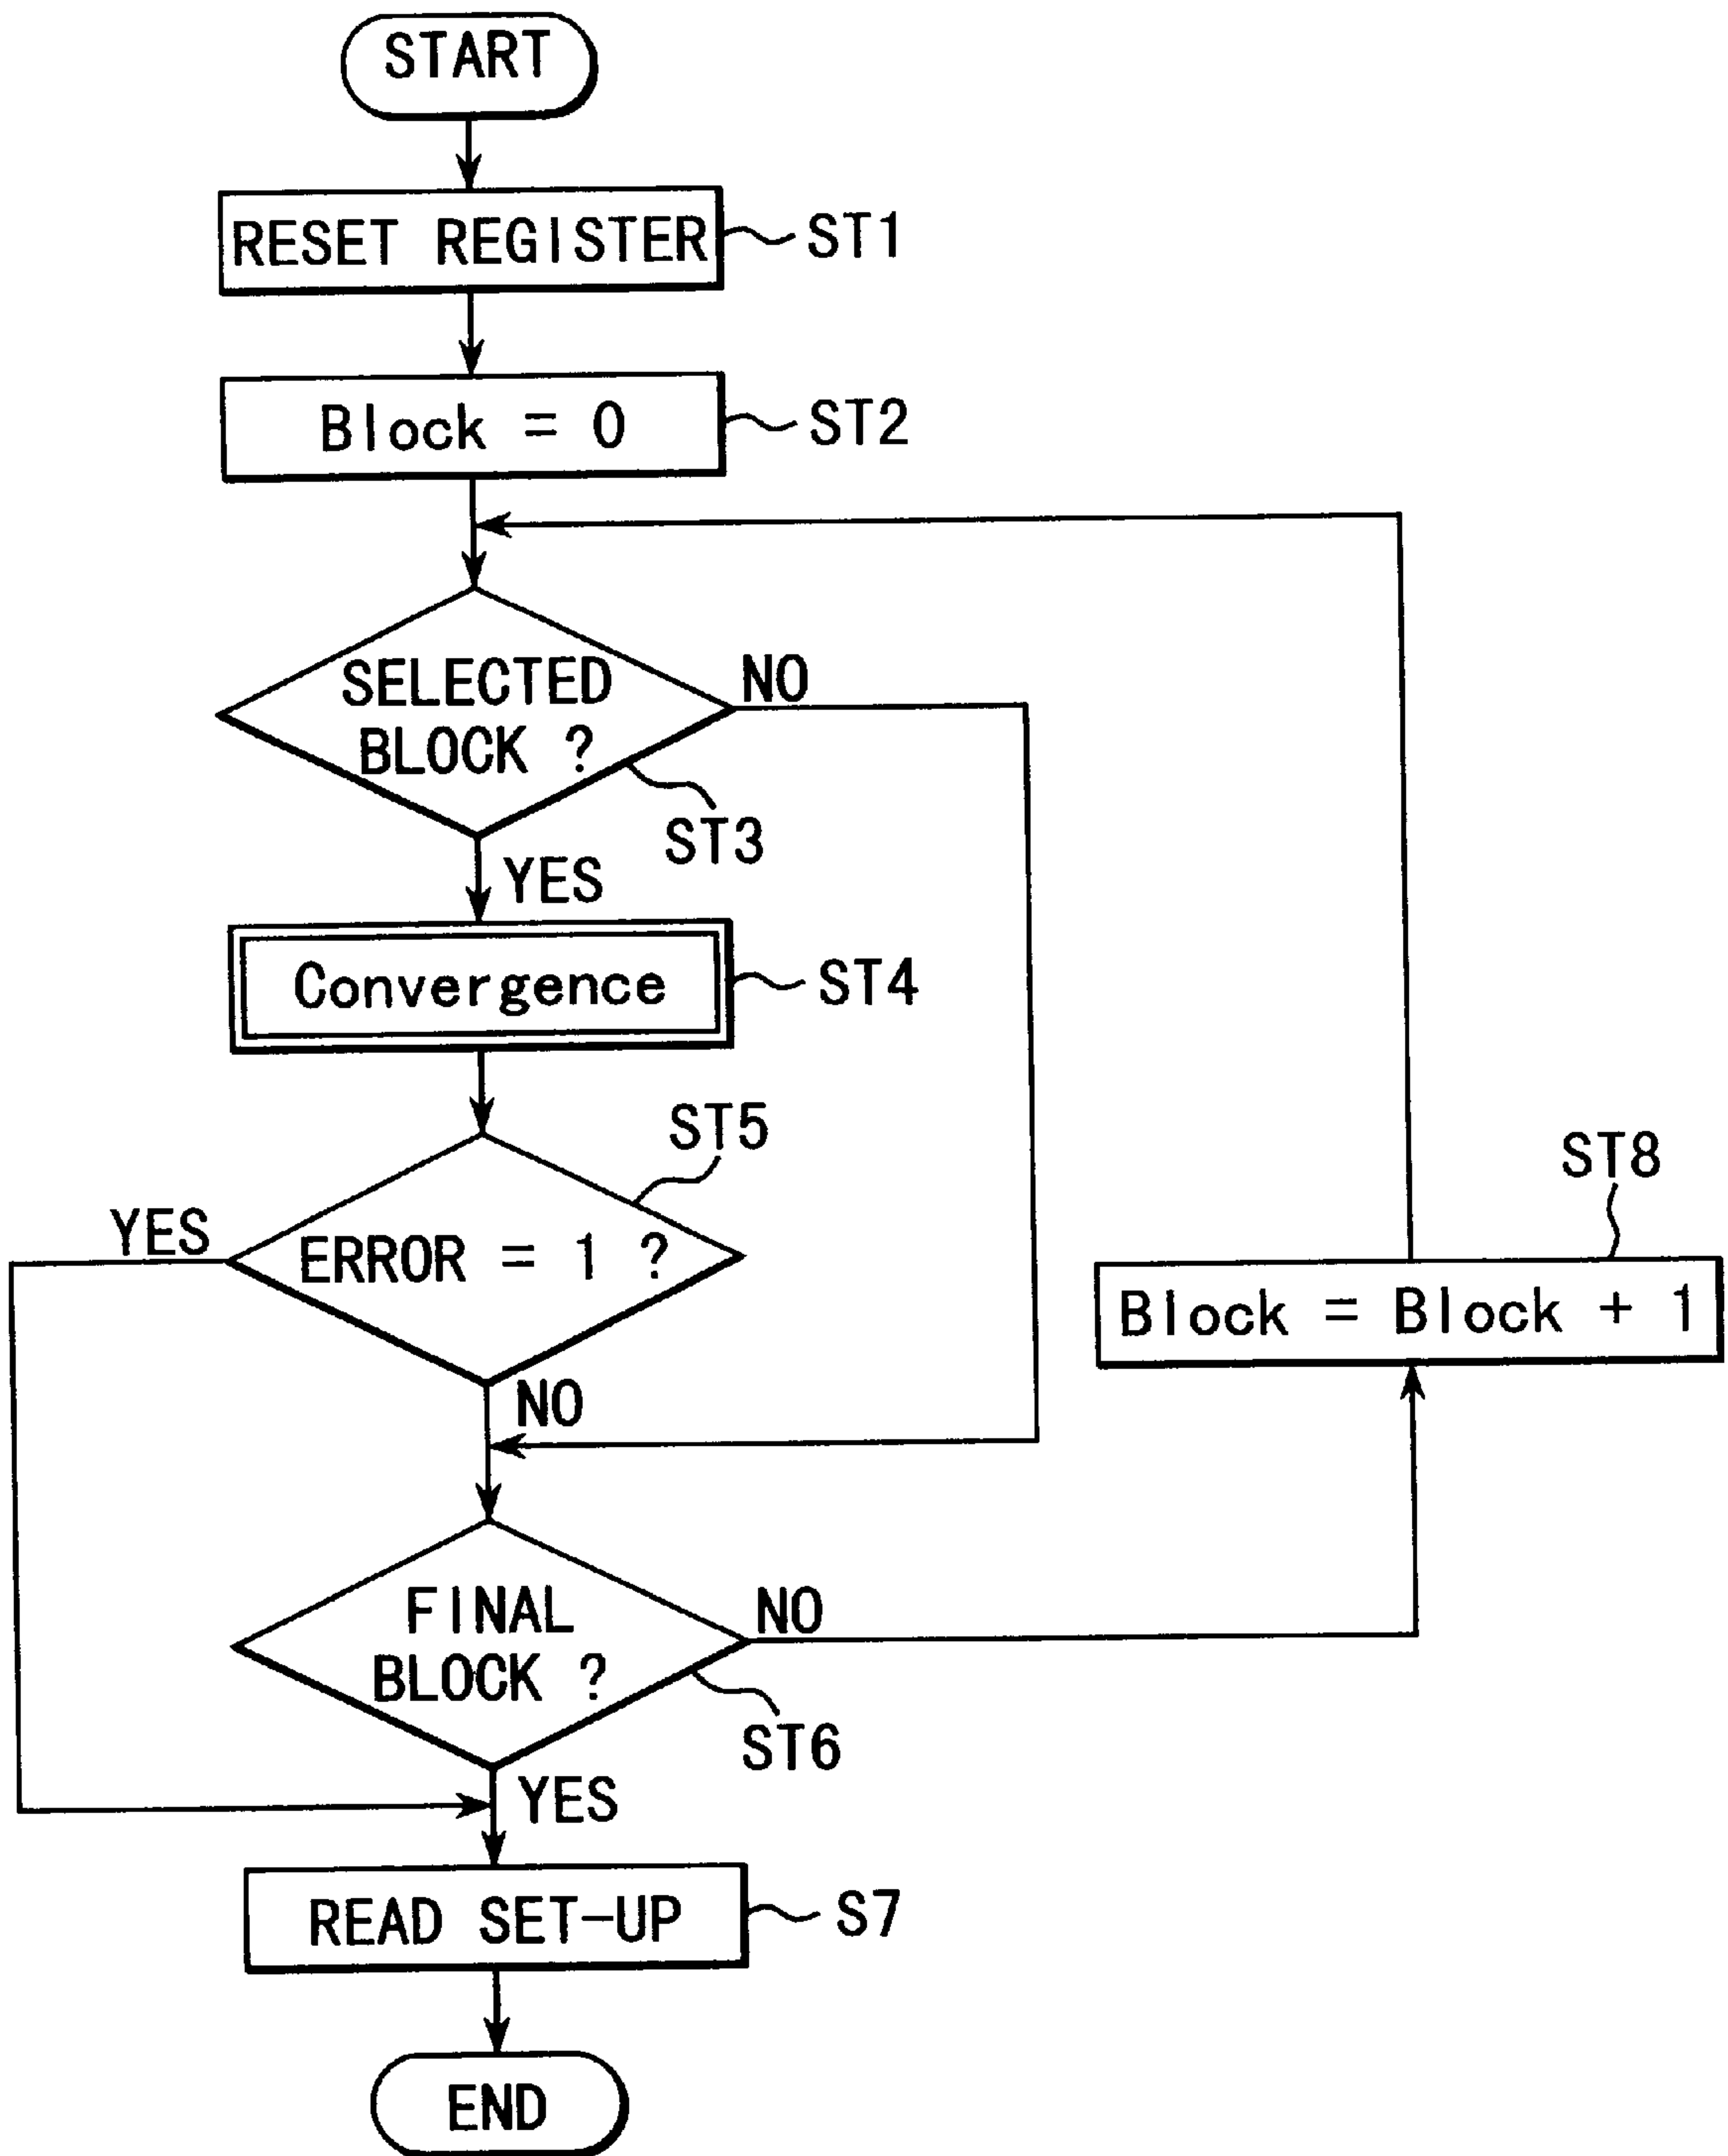 START
RESET REGISTER
ST1
Block = 0
ST2
SELECTED
BLOCK ?
NO
ST3
YES
Convergence
ST4
ST5
YES
ERROR = 1 ?
NO
ST8
Block = Block + 1
FINAL
BLOCK ?
NO
ST6
YES
READ SET-UP
S7
END